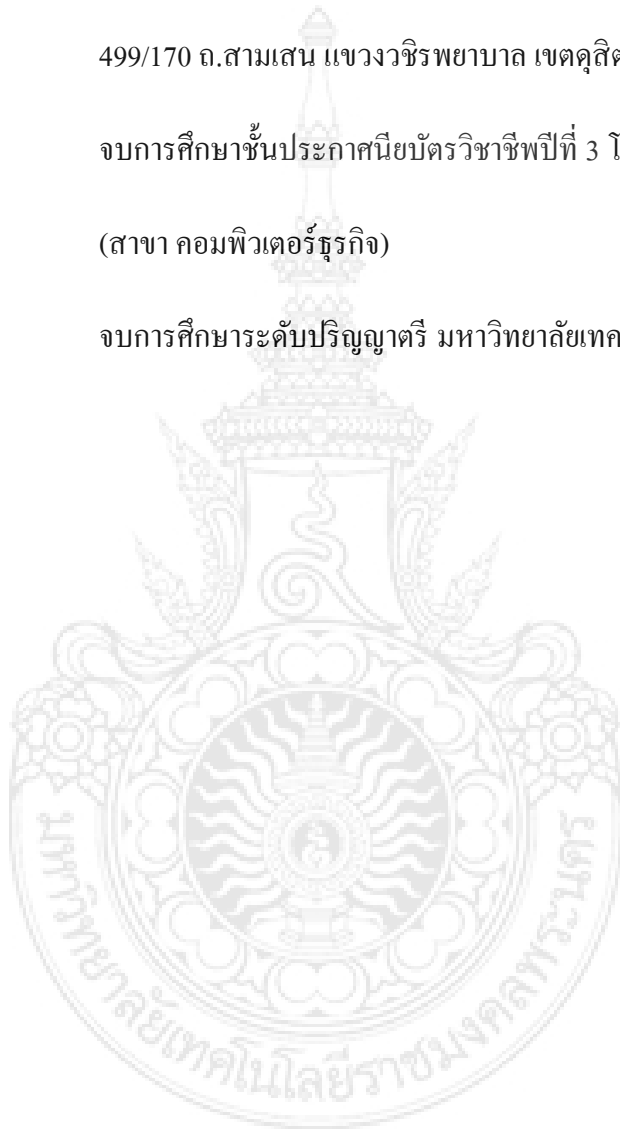 499/170 ถ.สามเสน แขวงวชิรพยาบาล เขตดุสิต
จบการศึกษาชั้นประกาศนียบัตรวิชาชีพปีที่ 3
(สาขา คอมพิวเตอร์ธุรกิจ)
จบการศึกษาระดับปริญญาตรี มหาวิทยาลัยเทค
มหาวิทยาลัยเทคโนโลยีราชมงคลพระนคร